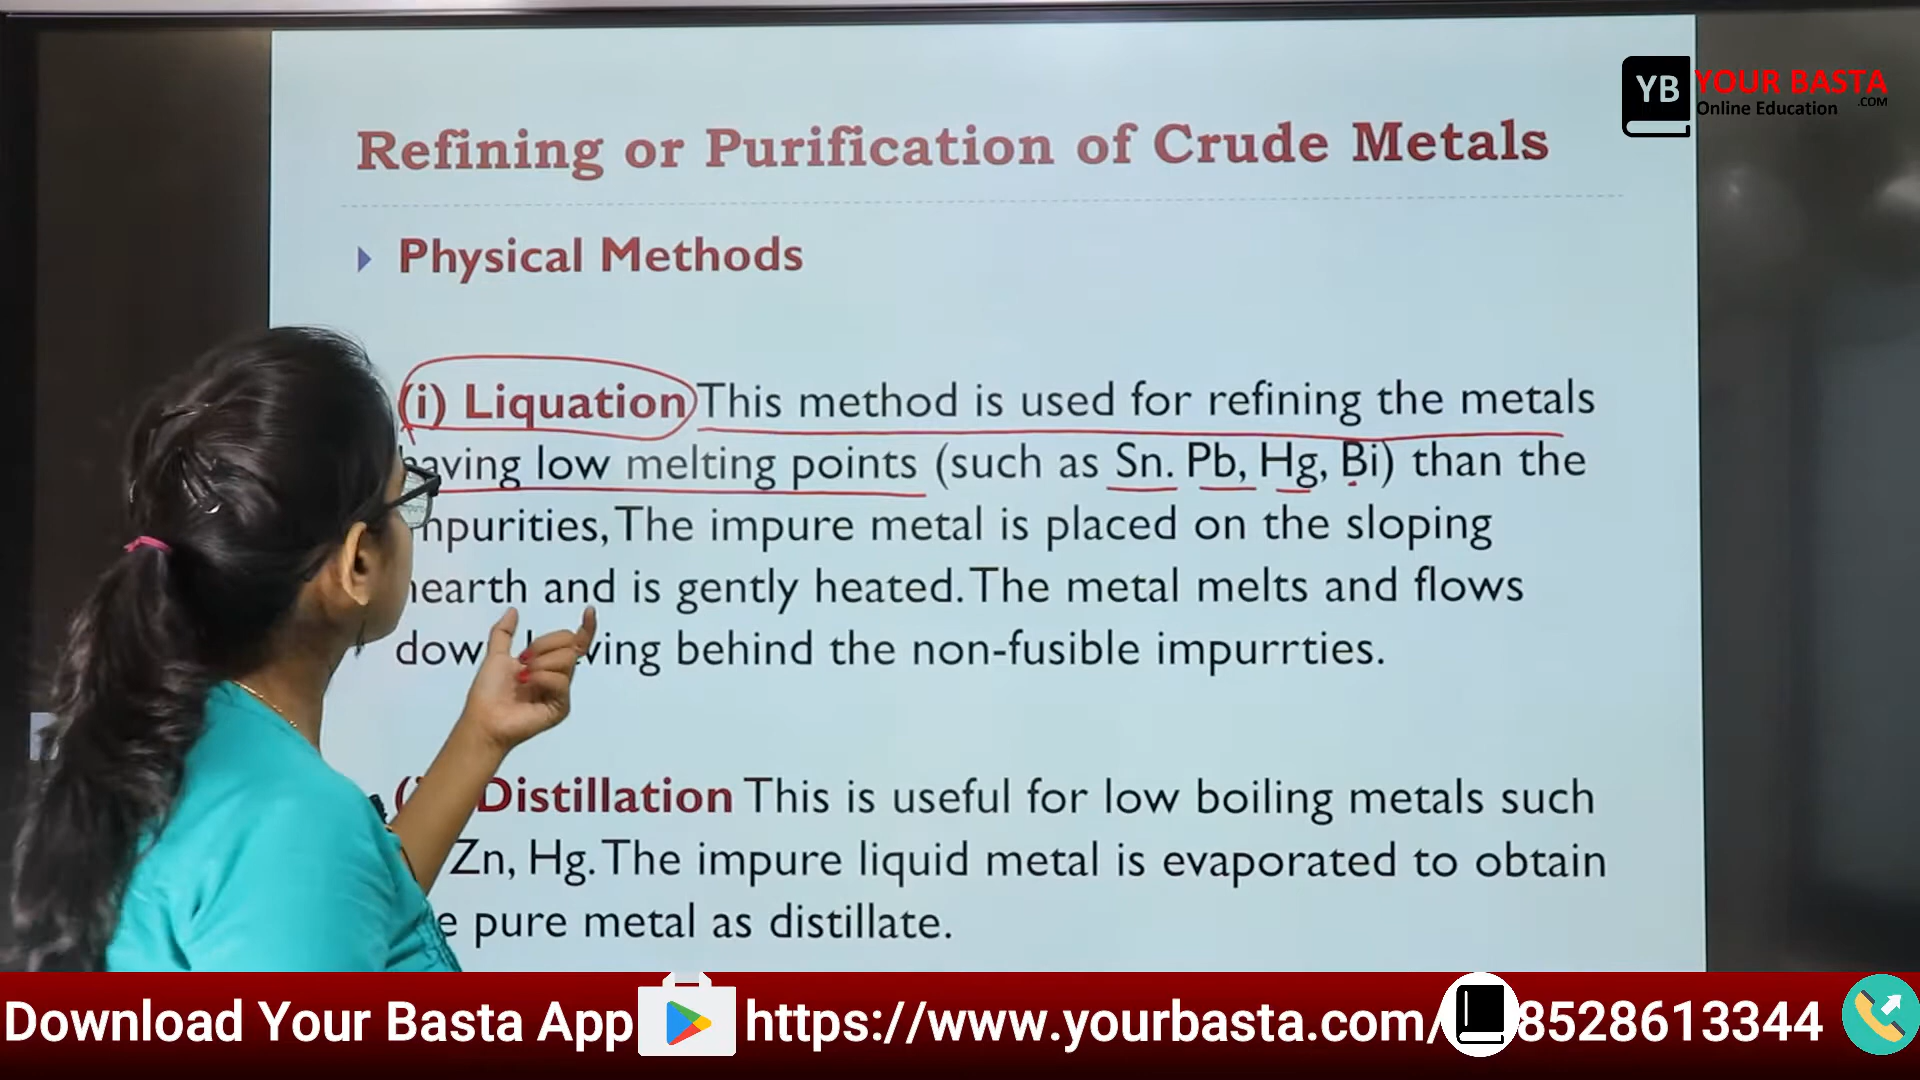 YB YOUR BASTA
Online Education .COM
Refining or Purification of Crude Metals
Physical Methods
(i) Liquation This method is used for refining the metals
having low melting points (such as Sn. Pb, Hg, Bi) than the
mpurities, The impure metal is placed on the sloping
hearth and is gently heated. The metal melts and flows
dow ving behind the non-fusible impurrties.
Distillation This is useful for low boiling metals such
Zn, Hg. The impure liquid metal is evaporated to obtain
e pure metal as distillate.
Download Your Basta App https://www.yourbasta.com/ 8528613344